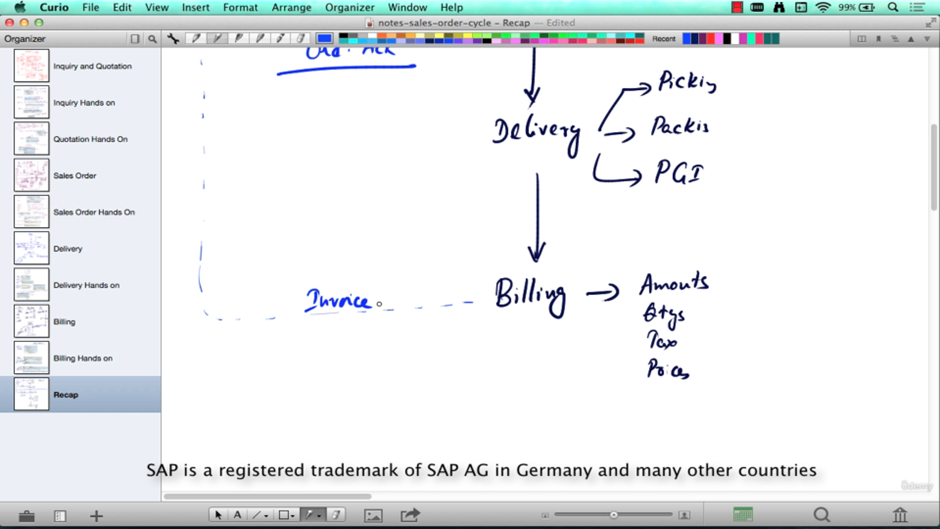 Curio File Edit View Insert Format Arrange Organizer Window Help 99%
notes-sales-order-cycle – Recap — Edited
Recent
Organizer
Inquiry and Quotation
Inquiry Hands on
Quotation Hands On
Sales Order
Sales Order Hands On
Delivery
Delivery Hands on
Billing
Billing Hands on
Recap
Ord. Ack
Delivery
Picking
Packig
PGI
Invoice
Billing
Amouts
Qtys
Tax
Prices
SAP is a registered trademark of SAP AG in Germany and many other countries
Udemy